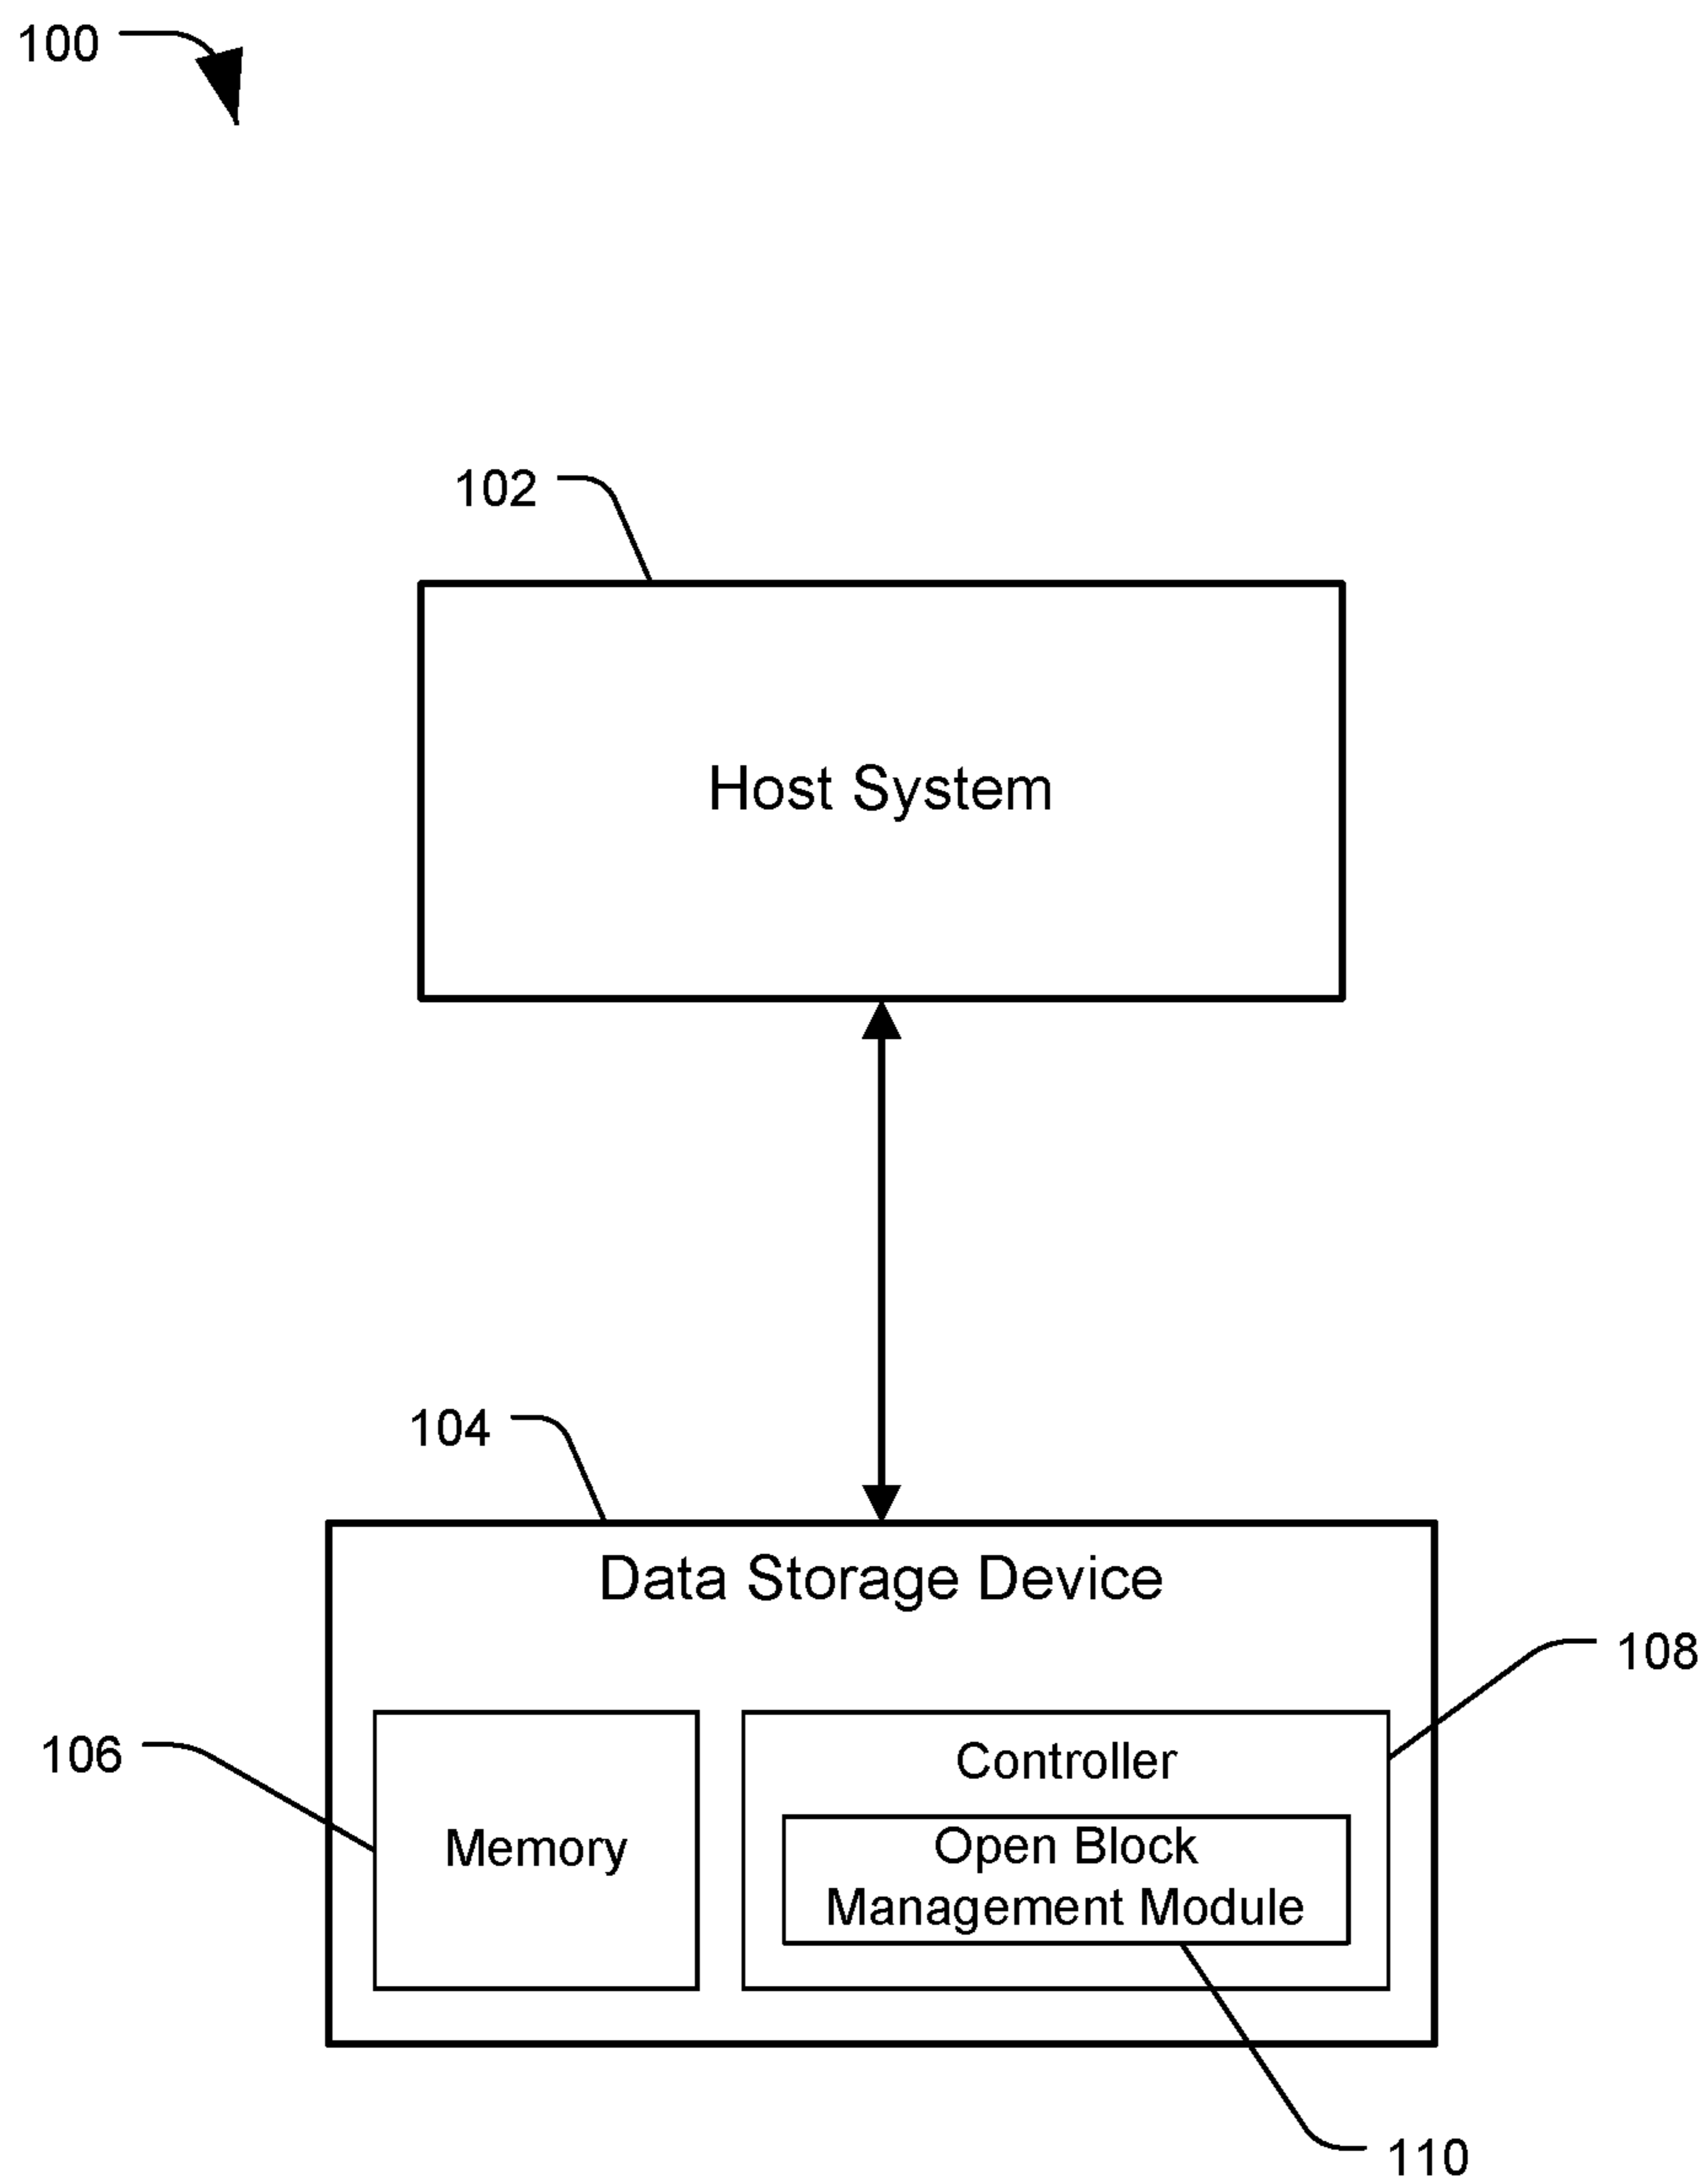 100
102
Host System
104
Data Storage Device
108
106
Memory
Controller
Open Block
Management Module
110